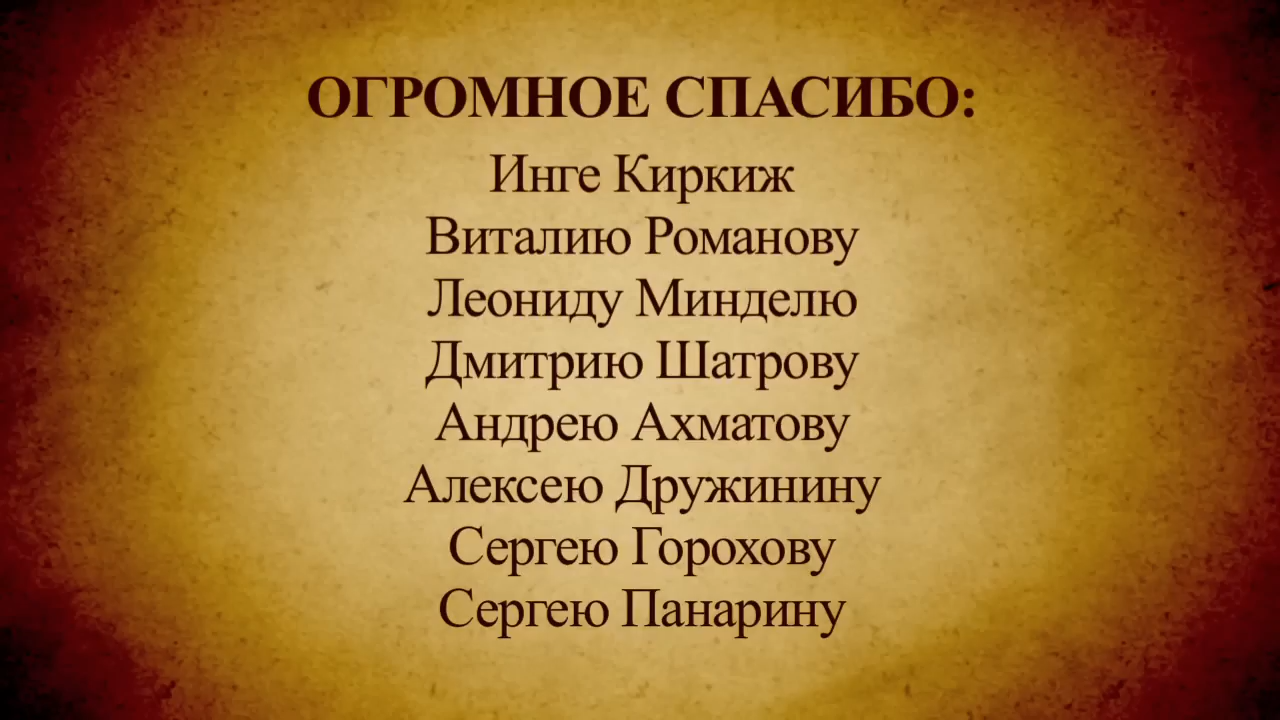 ОГРОМНОЕ СПАСИБО:
Инге Киркиж
Виталию Романову
Леониду Минделю
Дмитрию Шатрову
Андрею Ахматову
Алексею Дружинину
Сергею Горохову
Сергею Панарину